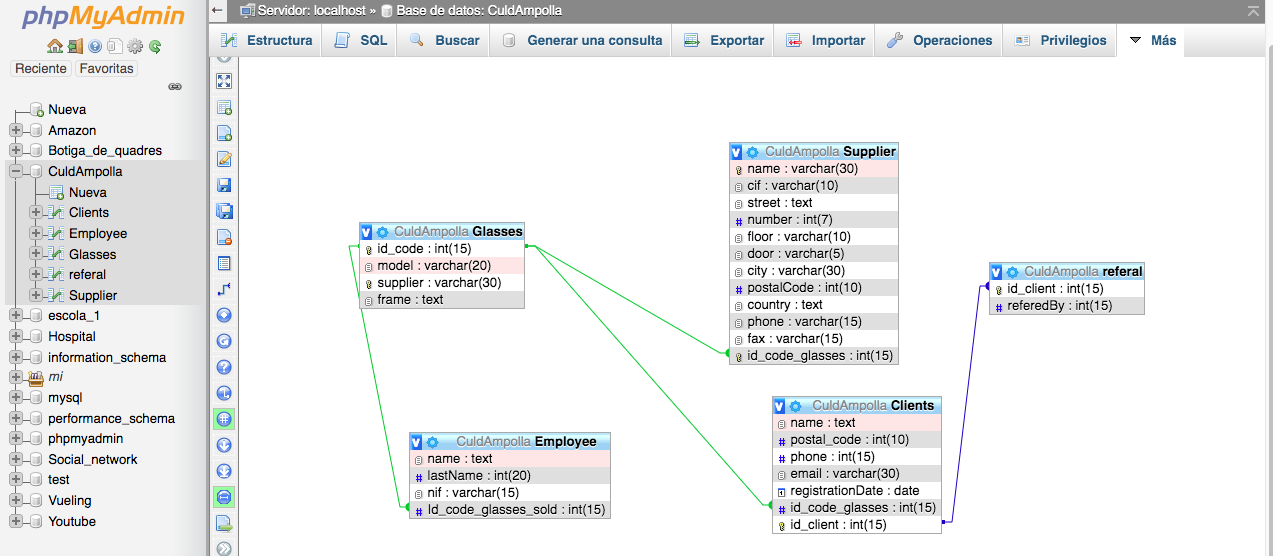 phpMyAdmin
Reciente Favoritas
Nueva
Amazon
Botiga_de_quadres
CuldAmpolla
Nueva
Clients
Employee
Glasses
referal
Supplier
escola_1
Hospital
information_schema
mi
mysql
performance_schema
phpmyadmin
Social_network
test
Vueling
Youtube
Servidor: localhost » Base de datos: CuldAmpolla
Estructura SQL Buscar Generar una consulta Exportar Importar Operaciones Privilegios Más
CuldAmpolla Supplier
name : varchar(30)
cif : varchar(10)
street : text
number : int(7)
floor : varchar(10)
door : varchar(5)
city : varchar(30)
postalCode : int(10)
country : text
phone : varchar(15)
fax : varchar(15)
id_code_glasses : int(15)
CuldAmpolla Glasses
id_code : int(15)
model : varchar(20)
supplier : varchar(30)
frame : text
CuldAmpolla referal
id_client : int(15)
referedBy : int(15)
CuldAmpolla Clients
name : text
postal_code : int(10)
phone : int(15)
email : varchar(30)
registrationDate : date
id_code_glasses : int(15)
id_client : int(15)
CuldAmpolla Employee
name : text
lastName : int(20)
nif : varchar(15)
Id_code_glasses_sold : int(15)